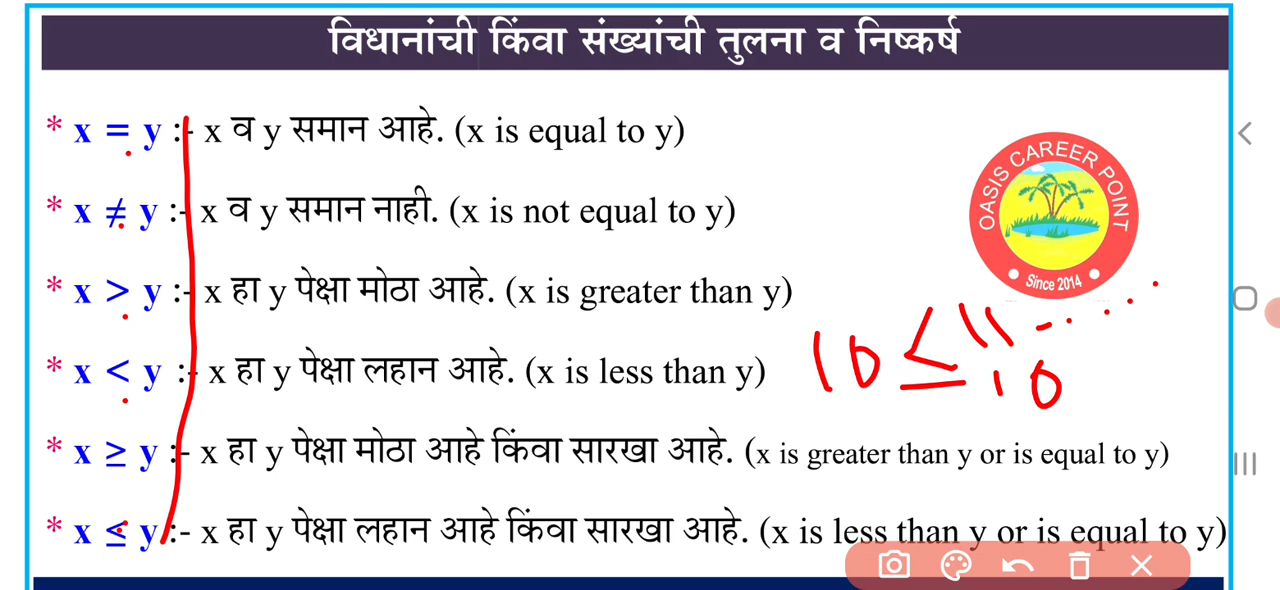 विधानांची किंवा संख्यांची तुलना व निष्कर्ष
* x = y :- x व y समान आहे. (x is equal to y)
* x ≠ y :- x व y समान नाही. (x is not equal to y)
* x > y :- x हा y पेक्षा मोठा आहे. (x is greater than y)
* x < y :- x हा y पेक्षा लहान आहे. (x is less than y)
* x ≥ y :- x हा y पेक्षा मोठा आहे किंवा सारखा आहे. (x is greater than y or is equal to y)
* x ≤ y :- x हा y पेक्षा लहान आहे किंवा सारखा आहे. (x is less than y or is equal to y)
OASIS CAREER POINT
Since 2014
10 ≤ 11 - . . . .
10